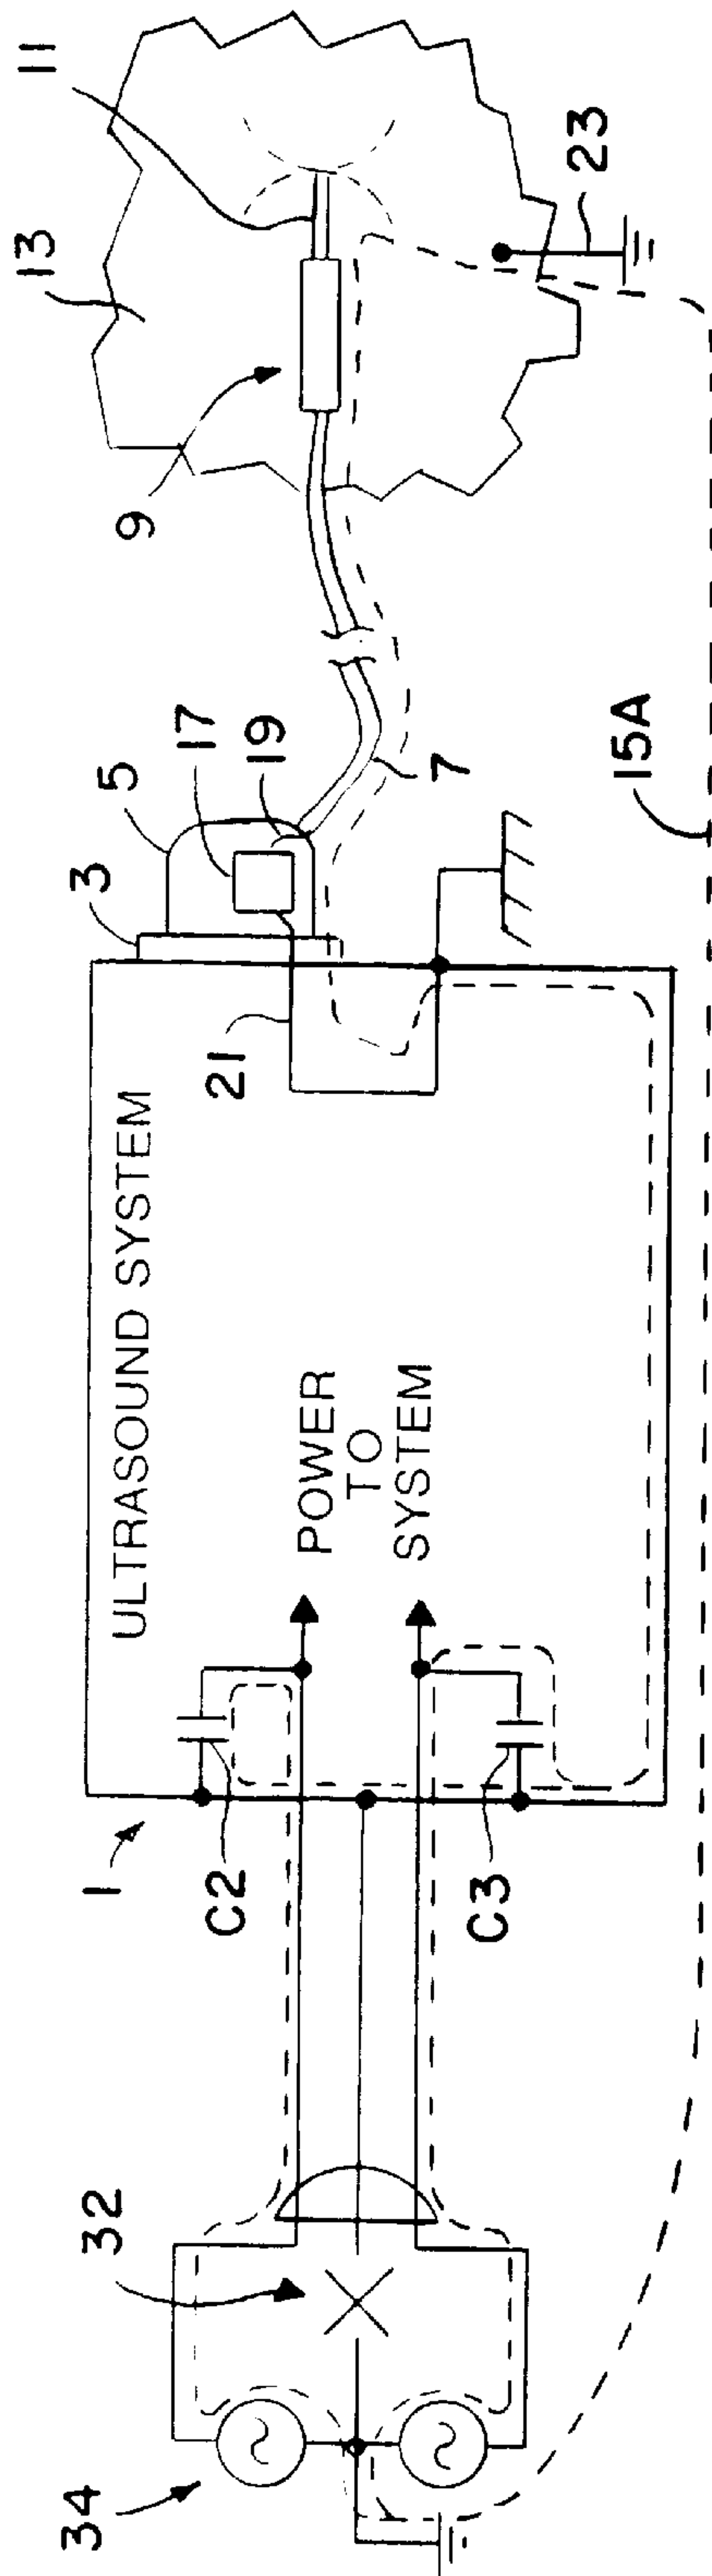 34
32
1
C2
C3
ULTRASOUND SYSTEM
POWER
TO
SYSTEM
21
3
5
17
19
7
15A
9
13
11
23